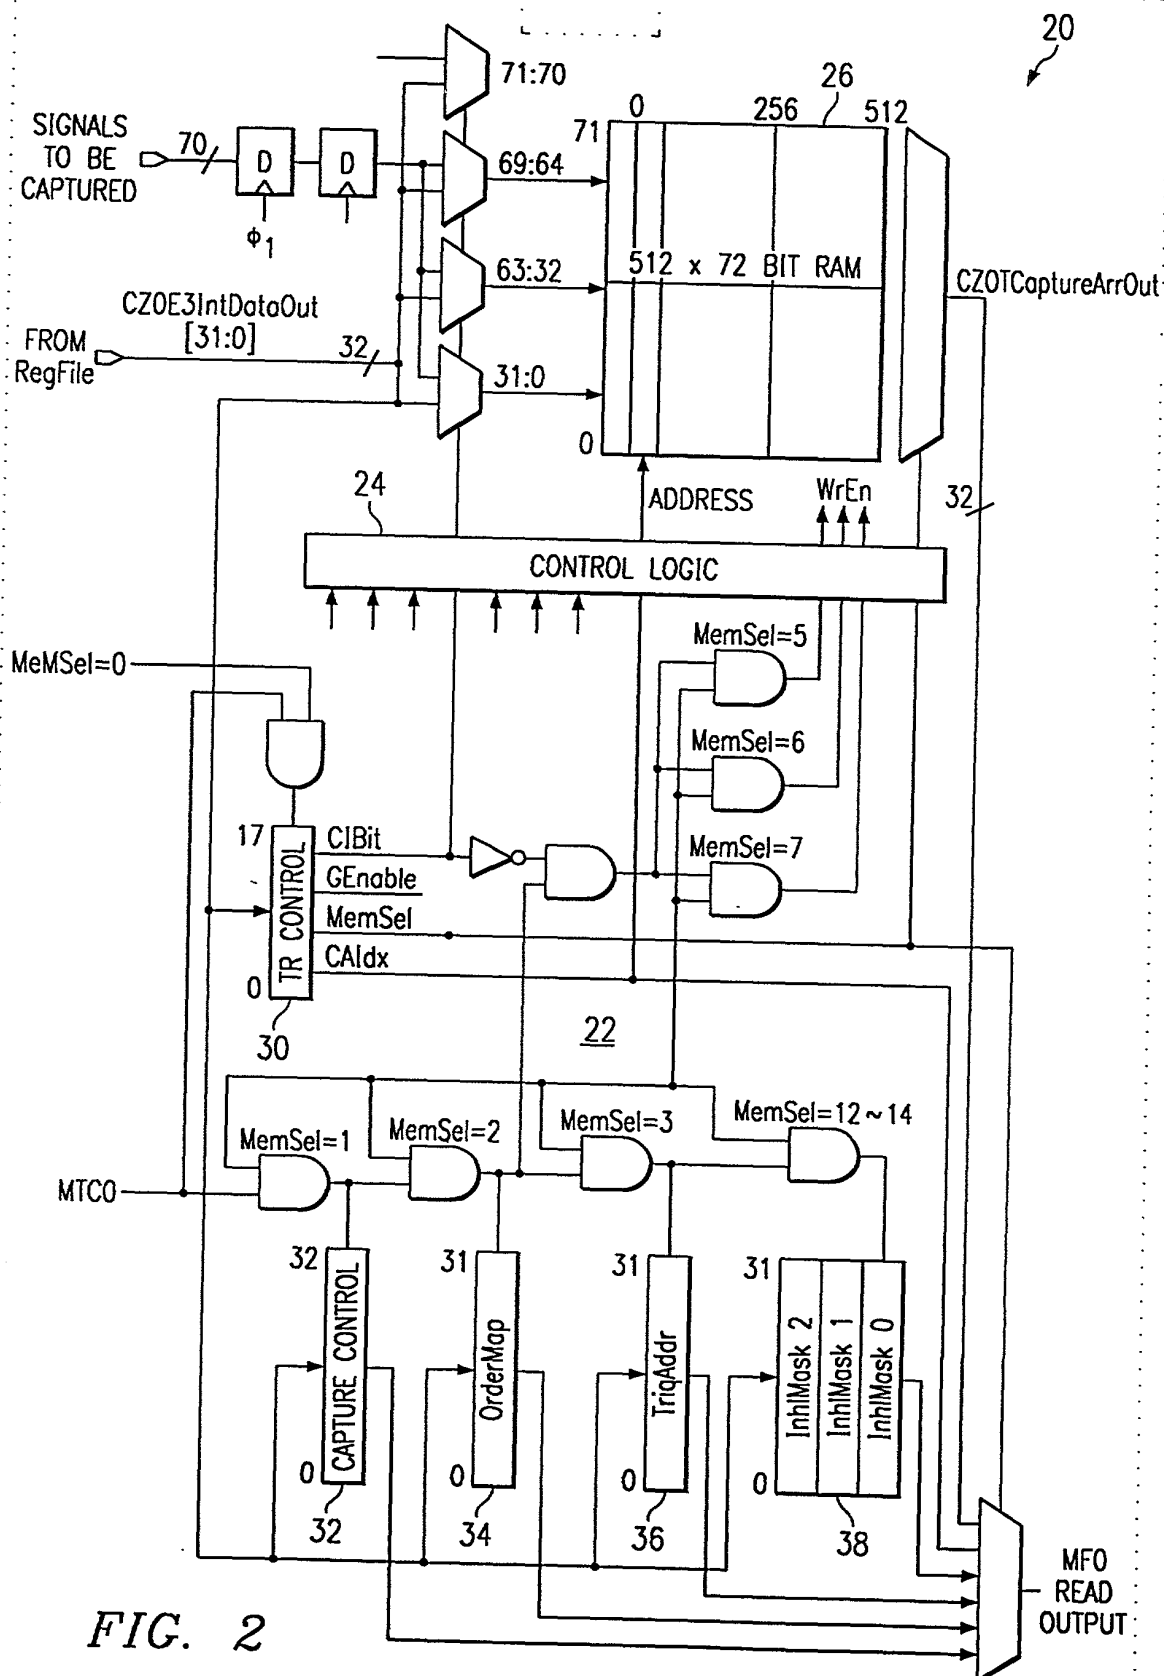 20
71:70
26
0
256
512
71
SIGNALS
TO BE
CAPTURED
70
D
D
69:64
Φ1
512 x 72 BIT RAM
63:32
CZOTCaptureArrOut
CZ0E3IntDataOut
[31:0]
FROM
RegFile
32
31:0
0
24
ADDRESS
WrEn
32
CONTROL LOGIC
MemSel=5
MeMSel=0
MemSel=6
17
CIBit
MemSel=7
GEnable
TR CONTROL
MemSel
CAIdx
0
30
22
MemSel=1
MemSel=2
MemSel=3
MemSel=12~14
MTC0
32
31
31
31
CAPTURE CONTROL
OrderMap
TriqAddr
InhlMask 2
InhlMask 1
InhlMask 0
0
0
0
0
32
34
36
38
MFO
READ
OUTPUT
FIG. 2